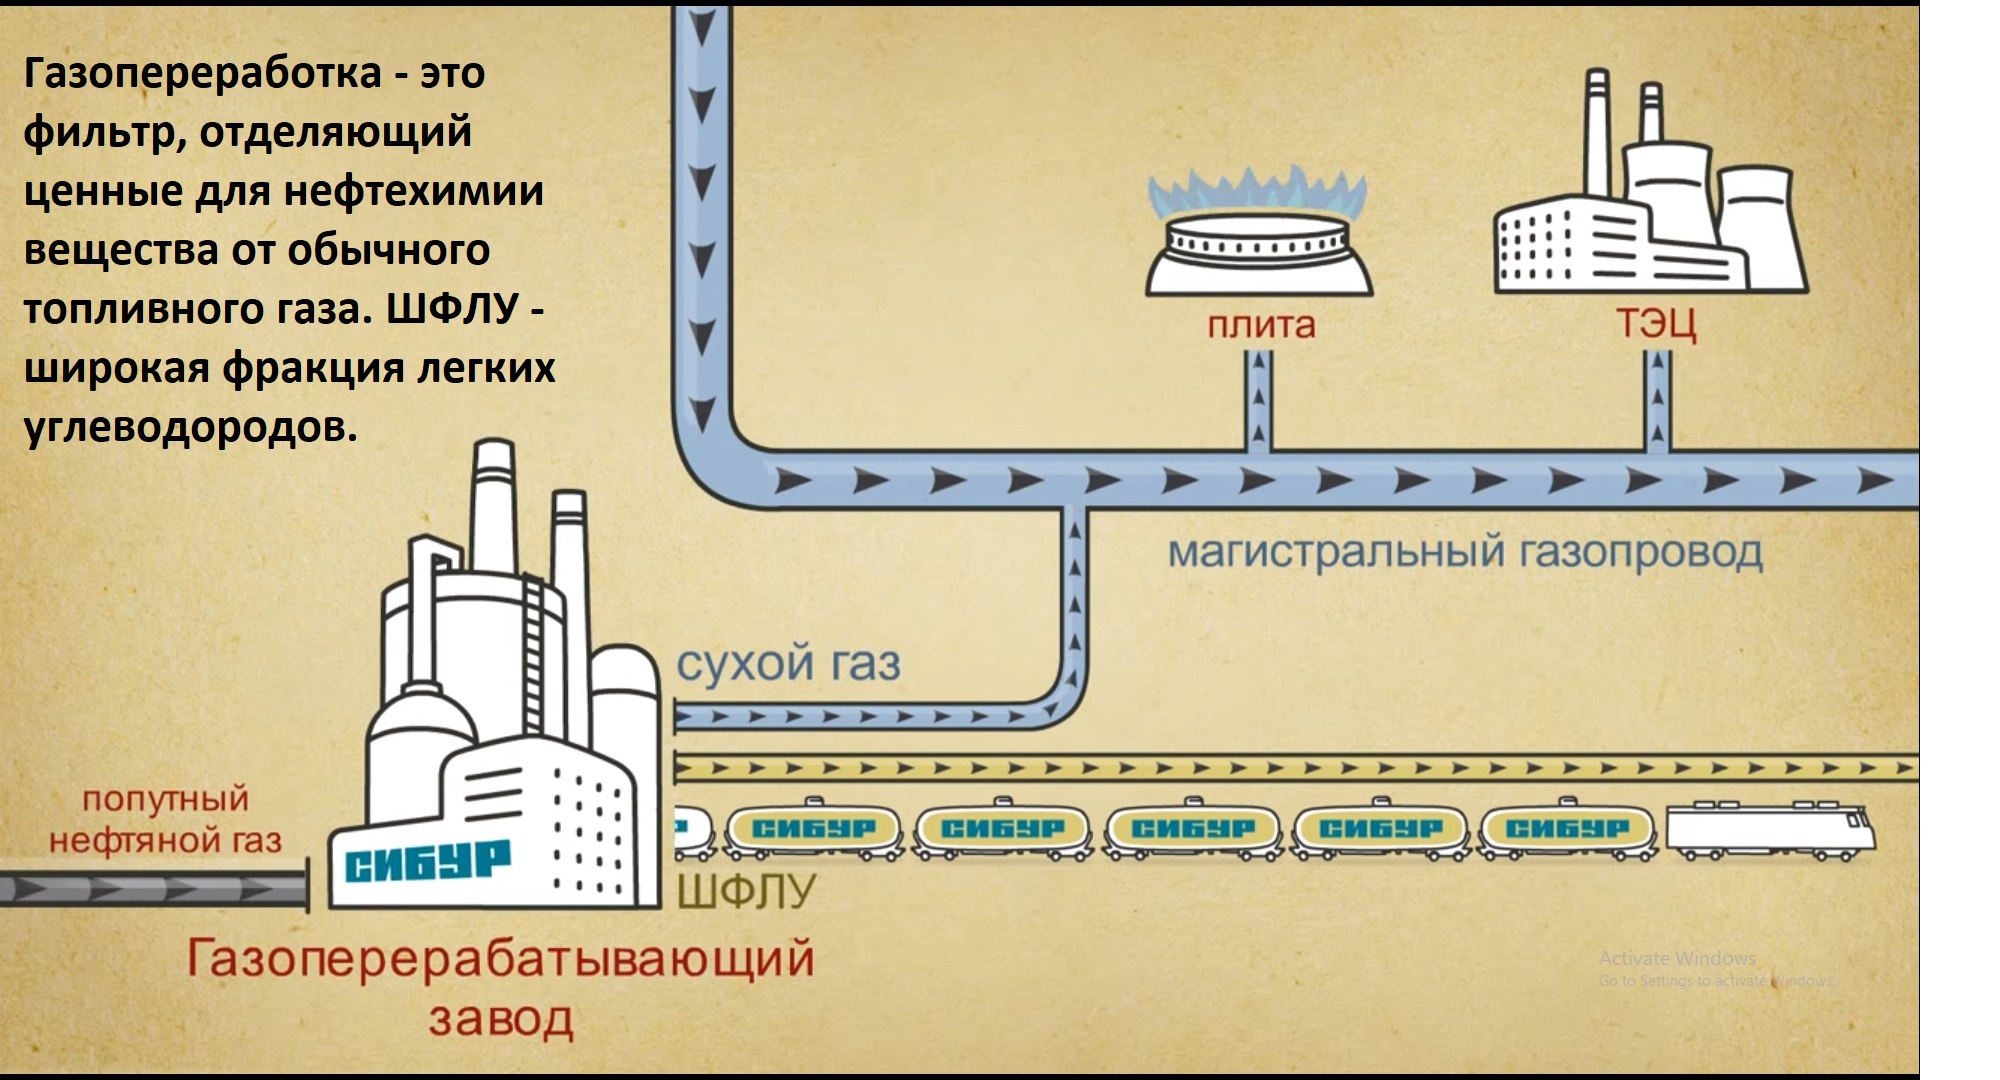 Газопереработка - это
фильтр, отделяющий
ценные для нефтехимии
вещества от обычного
топливного газа. ШФЛУ -
широкая фракция легких
углеводородов.
плита
ТЭЦ
магистральный газопровод
сухой газ
попутный
нефтяной газ
СИБУР
СИБУР
СИБУР
СИБУР
СИБУР
СИБУР
ШФЛУ
Газоперерабатывающий
завод
Activate Windows
Go to Settings to activate Windows.